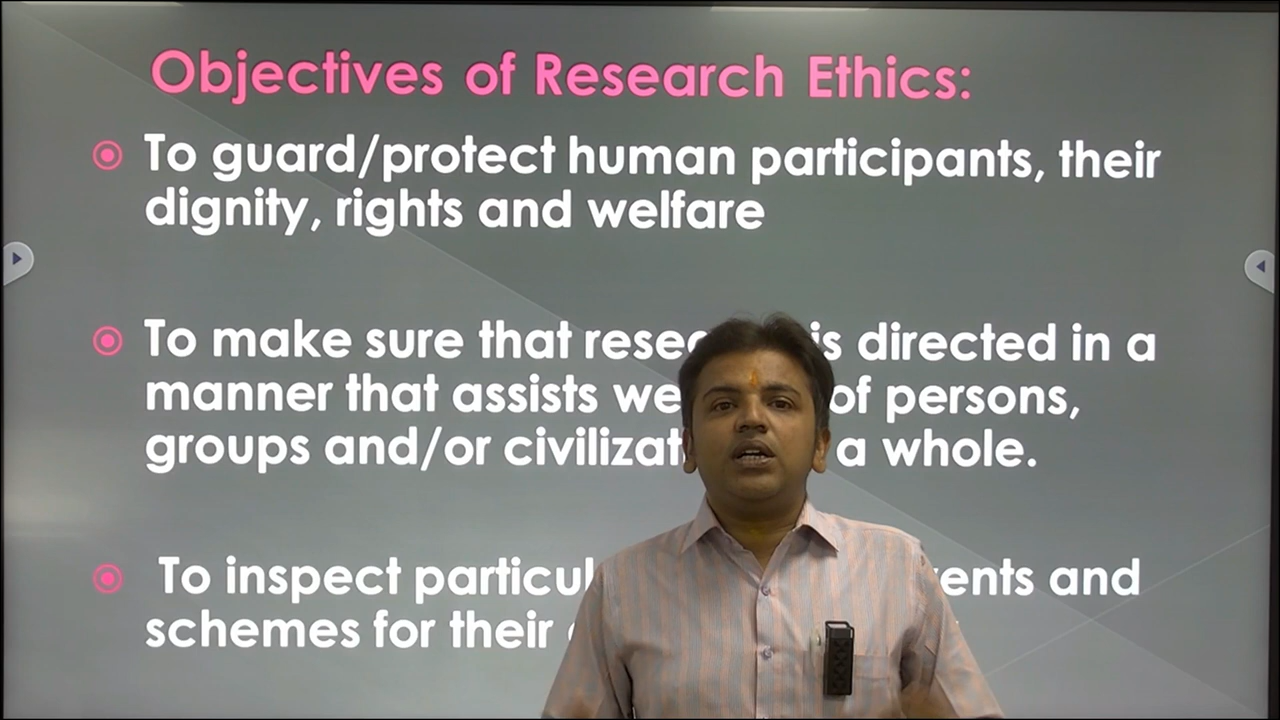 Objectives of Research Ethics:
To guard/protect human participants, their
dignity, rights and welfare
To make sure that is directed in a
manner that assists of persons,
groups and/or a whole.
To inspect and
schemes for their